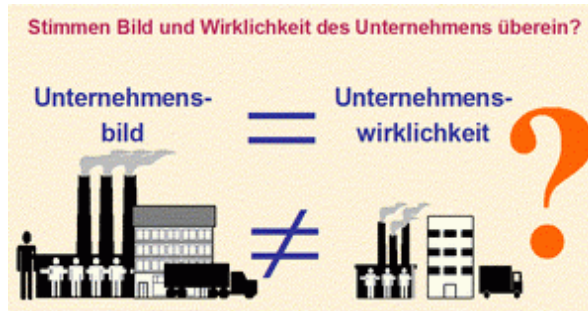 Stimmen Bild und Wirklichkeit des Unternehmens überein?
Unternehmens-
bild
=
Unternehmens-
wirklichkeit
≠
?